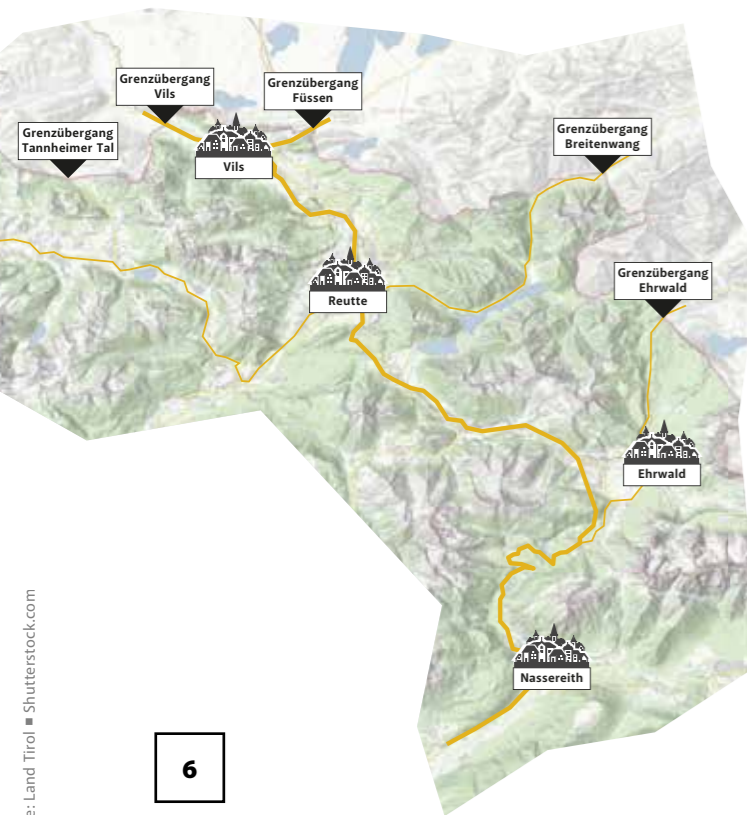 Grenzübergang
Vils
Grenzübergang
Füssen
Grenzübergang
Tannheimer Tal
Grenzübergang
Breitenwang
Vils
Grenzübergang
Ehrwald
Reutte
Ehrwald
Nassereith
6
e: Land Tirol ■ Shutterstock.com